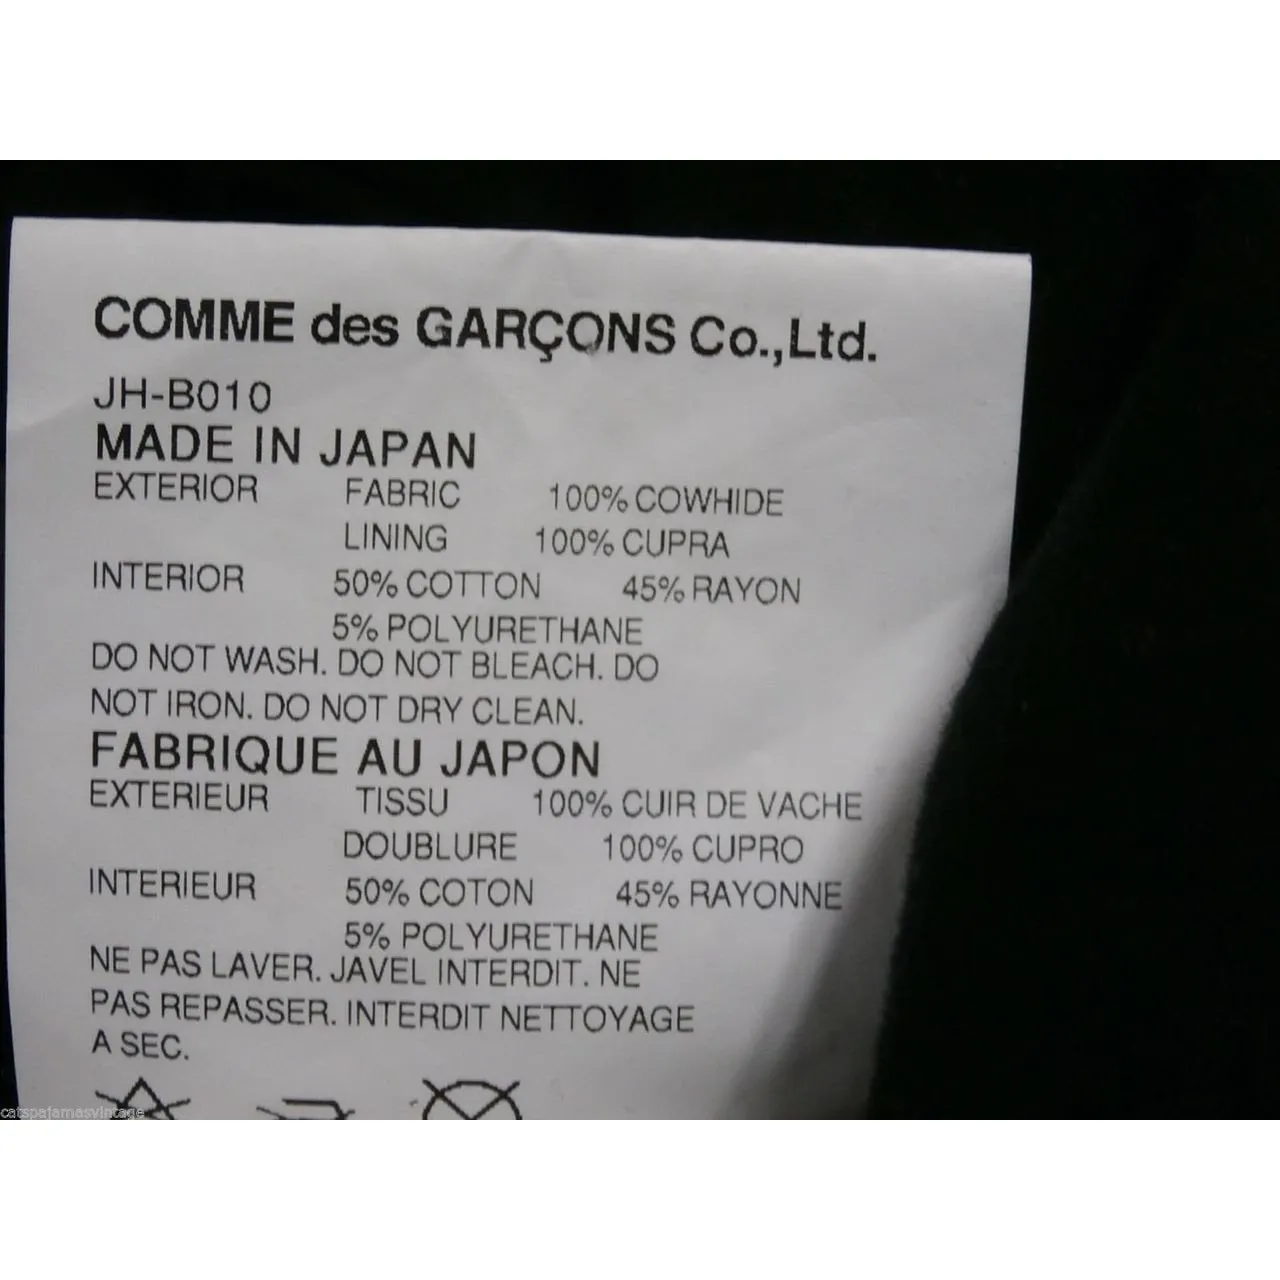 COMME des GARÇONS Co.,Ltd.
JH-B010
MADE IN JAPAN
EXTERIOR FABRIC 100% COWHIDE
LINING 100% CUPRA
INTERIOR 50% COTTON 45% RAYON
5% POLYURETHANE
DO NOT WASH. DO NOT BLEACH. DO
NOT IRON. DO NOT DRY CLEAN.
FABRIQUE AU JAPON
EXTERIEUR TISSU 100% CUIR DE VACHE
DOUBLURE 100% CUPRO
INTERIEUR 50% COTON 45% RAYONNE
5% POLYURETHANE
NE PAS LAVER. JAVEL INTERDIT. NE
PAS REPASSER. INTERDIT NETTOYAGE
A SEC.
catspajamasvintage